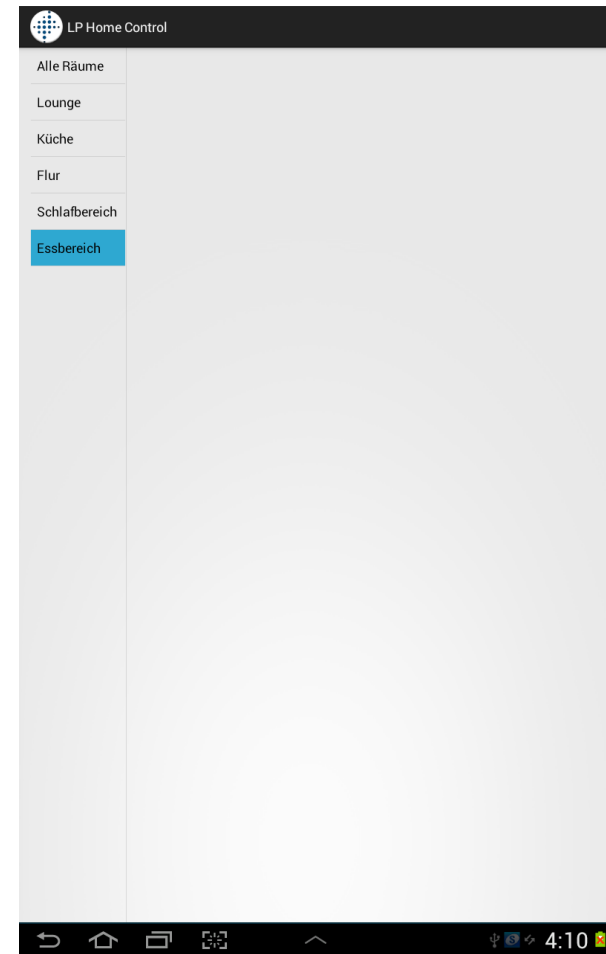 LP Home Control
Alle Räume
Lounge
Küche
Flur
Schlafbereich
Essbereich
4:10